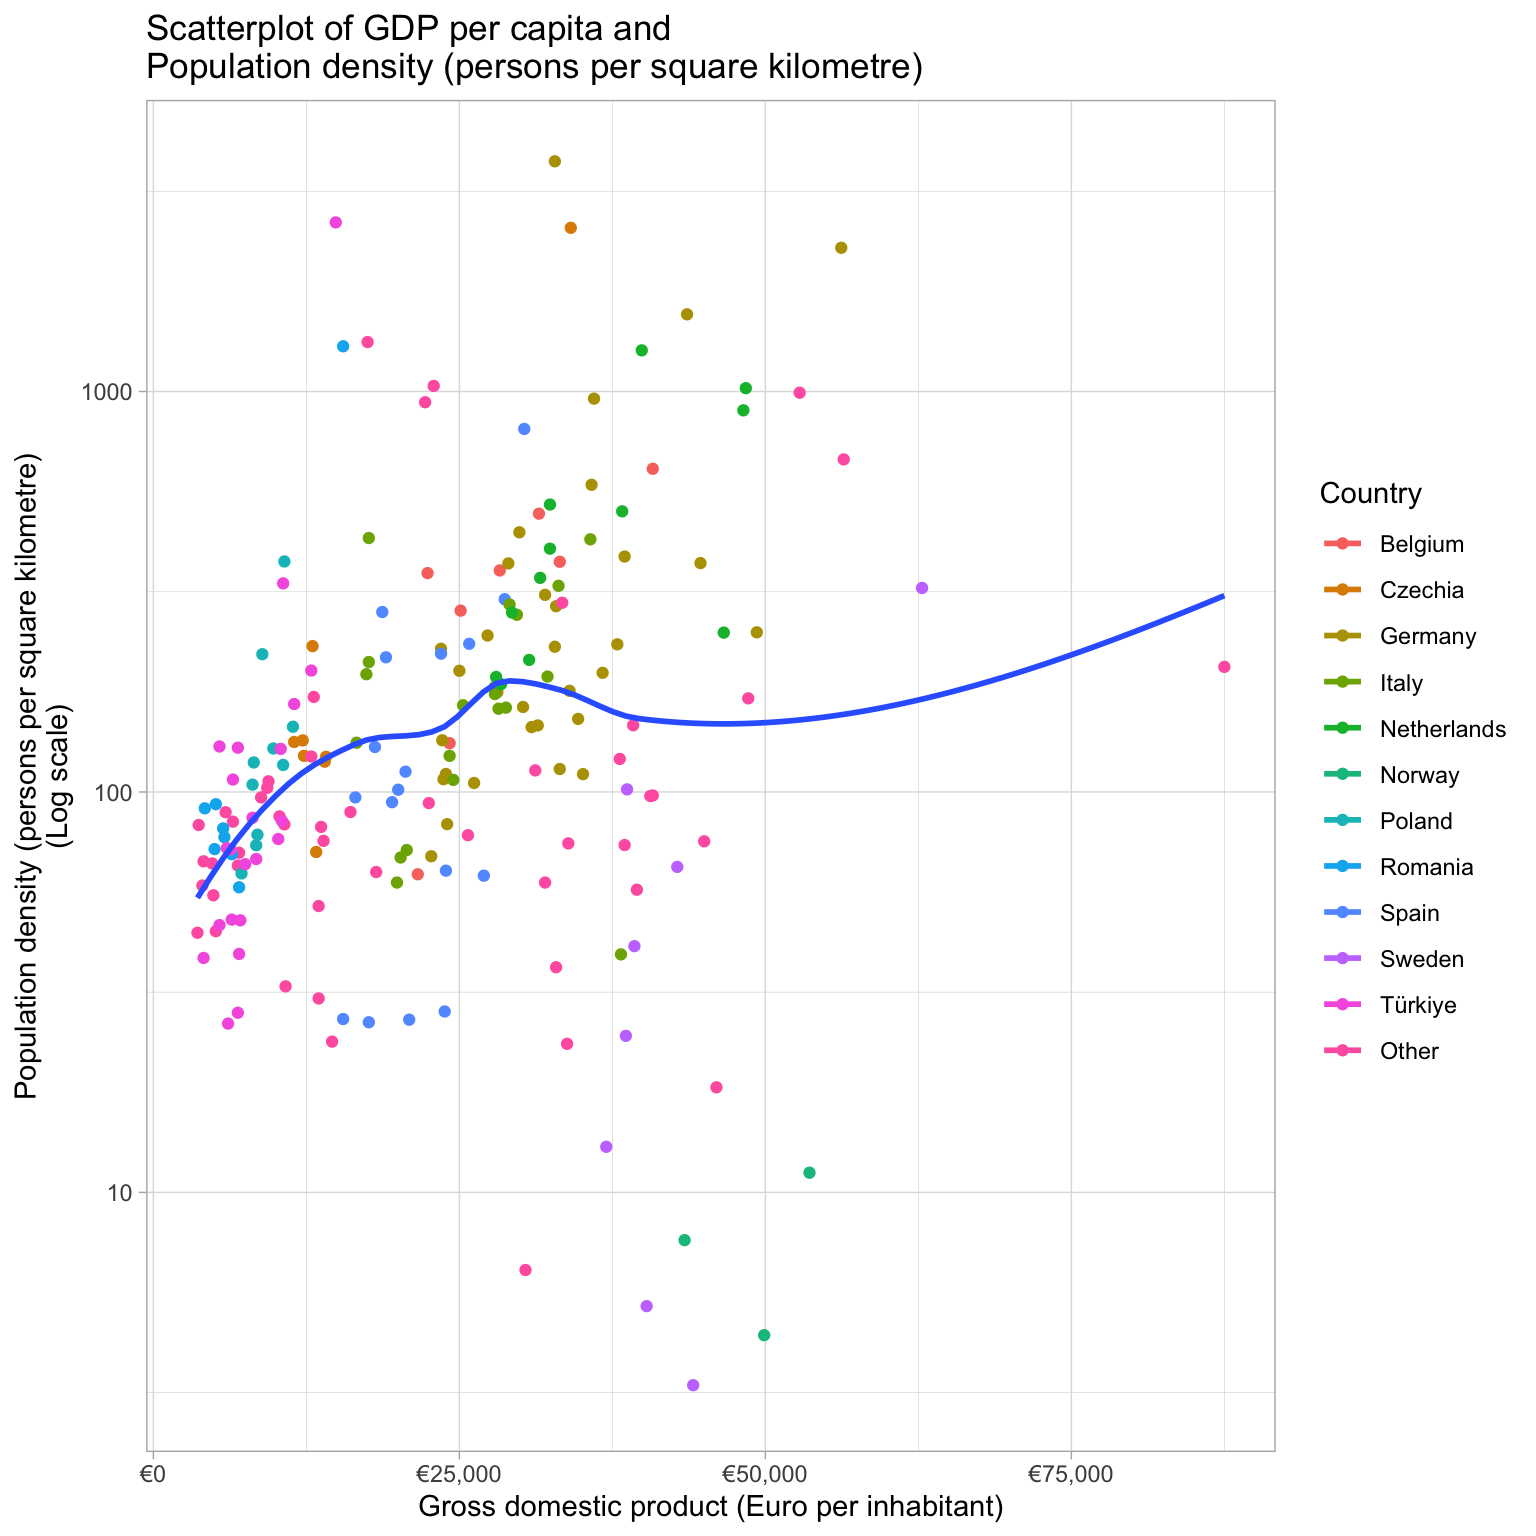 Scatterplot of GDP per capita and
Population density (persons per square kilometre)
Population density (persons per square kilometre)
(Log scale)
1000
100
10
€0
€25,000
€50,000
€75,000
Gross domestic product (Euro per inhabitant)
Country
Belgium
Czechia
Germany
Italy
Netherlands
Norway
Poland
Romania
Spain
Sweden
Türkiye
Other